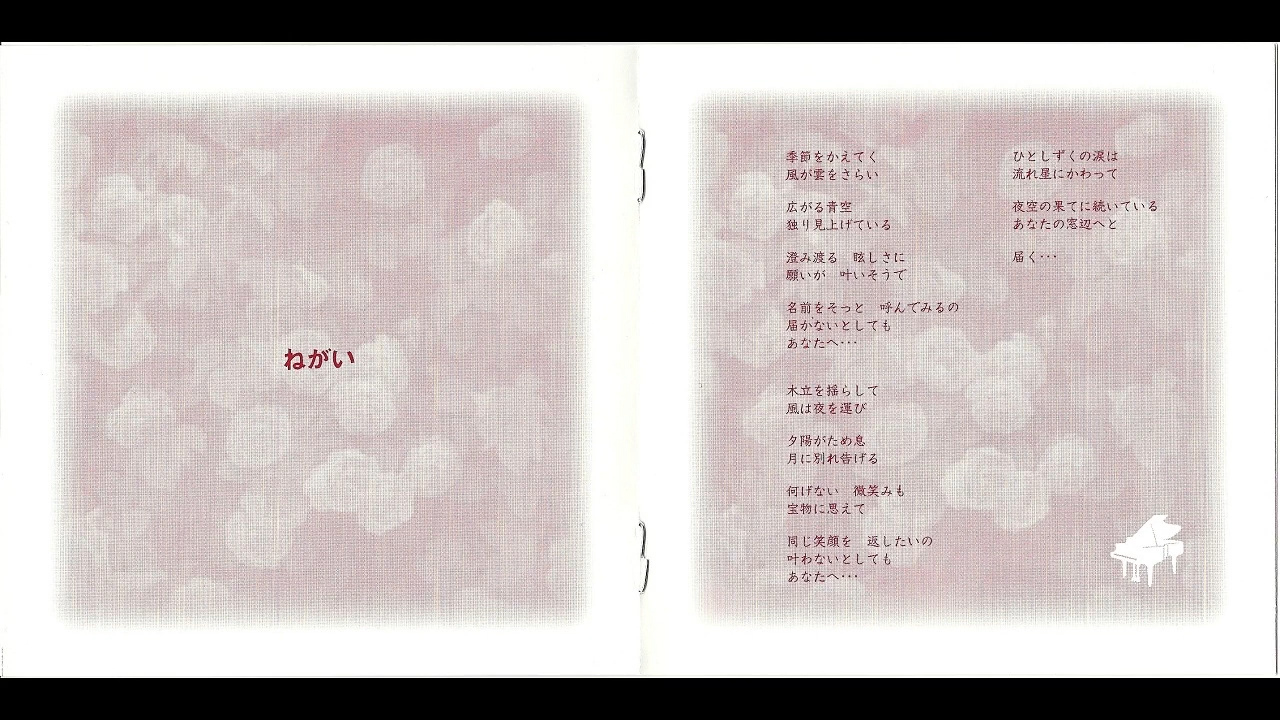 ねがい
季節をかえてく
風が雲をさらい
広がる青空
独り見上げている
澄み渡る　眩しさに
願いが　叶いそうで
名前をそっと　呼んでみるの
届かないとしても
あなたへ･･･
木立を揺らして
風は夜を運び
夕陽がため息
月に別れ告げる
何げない　微笑みも
宝物に思えて
同じ笑顔を　返したいの
叶わないとしても
あなたへ･･･
ひとしずくの涙は
流れ星にかわって
夜空の果てに続いている
あなたの窓辺へと
届く･･･